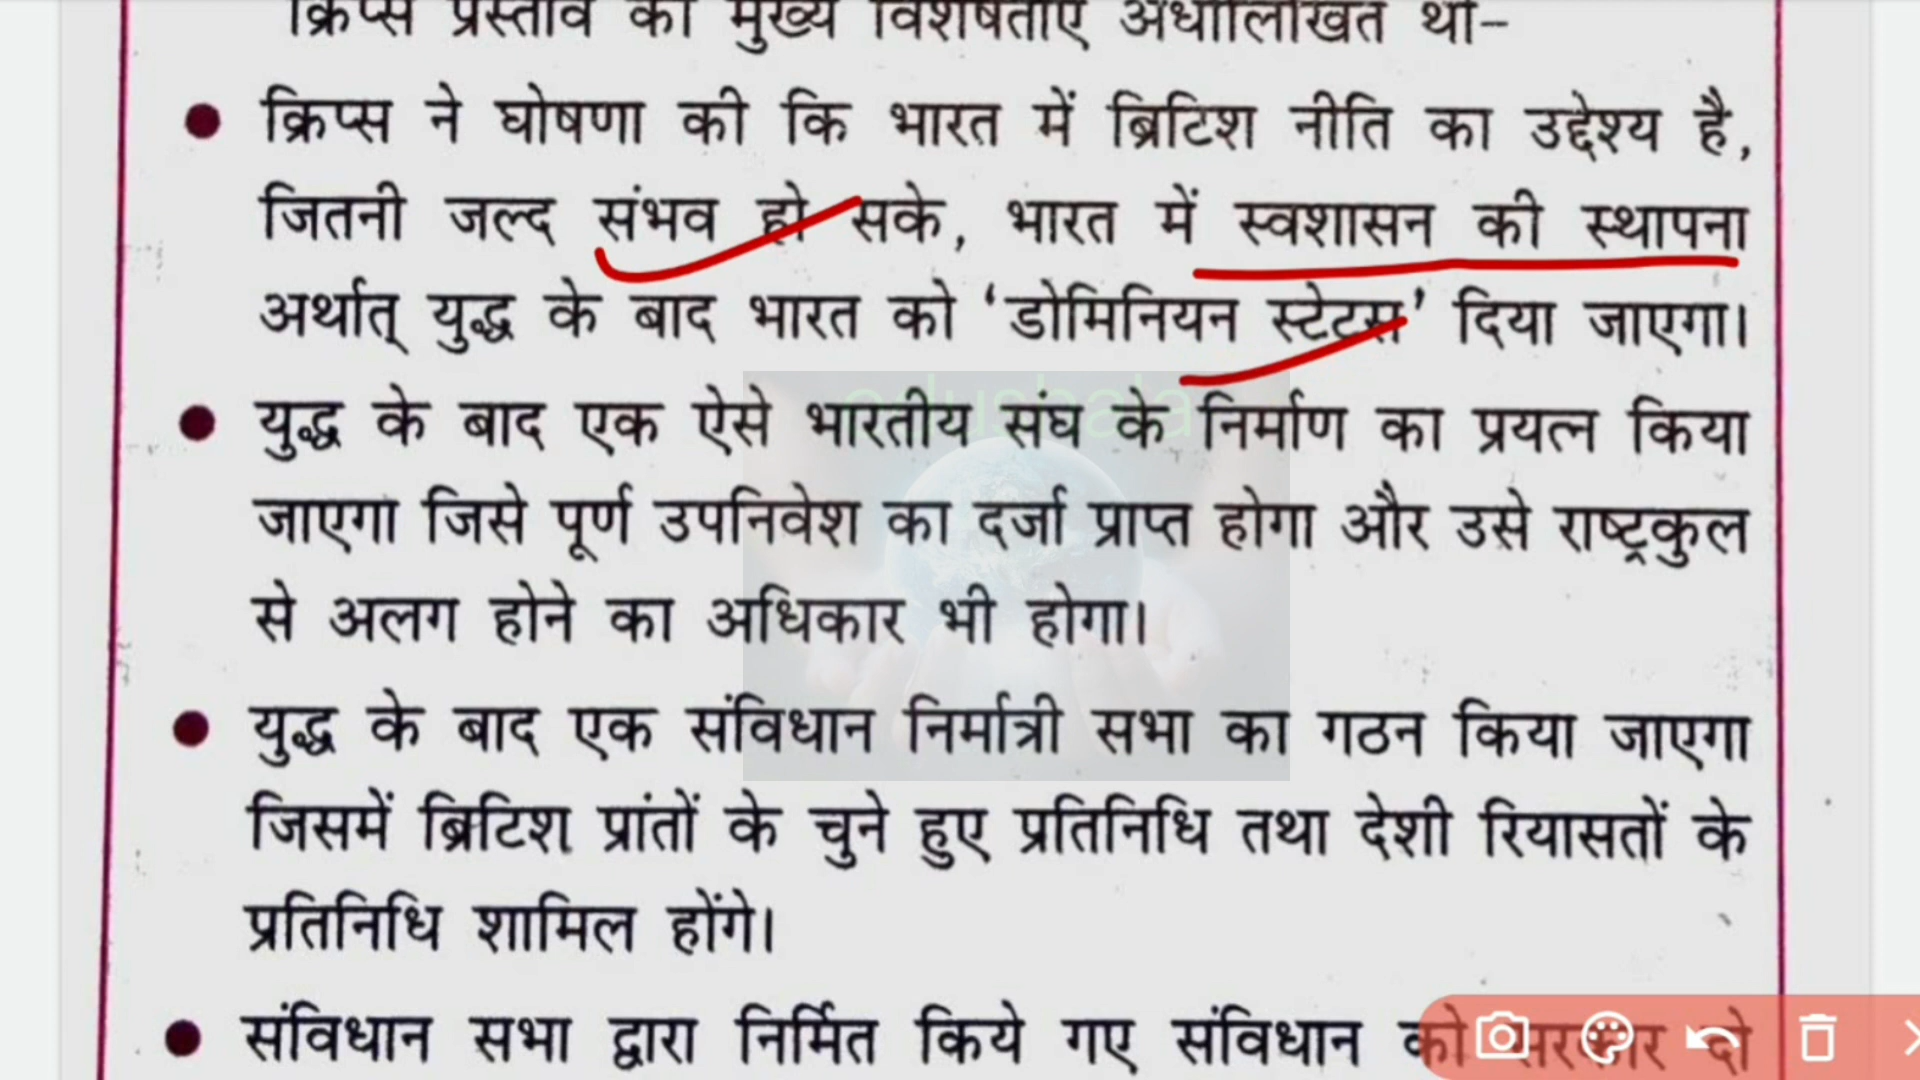 क्रिप्स प्रस्ताव की मुख्य विशेषताएँ अधोलिखित थीं–
● क्रिप्स ने घोषणा की कि भारत में ब्रिटिश नीति का उद्देश्य है,
जितनी जल्द संभव हो सके, भारत में स्वशासन की स्थापना
अर्थात् युद्ध के बाद भारत को ‘डोमिनियन स्टेटस’ दिया जाएगा।
edushala
● युद्ध के बाद एक ऐसे भारतीय संघ के निर्माण का प्रयत्न किया
जाएगा जिसे पूर्ण उपनिवेश का दर्जा प्राप्त होगा और उसे राष्ट्रकुल
से अलग होने का अधिकार भी होगा।
● युद्ध के बाद एक संविधान निर्मात्री सभा का गठन किया जाएगा
जिसमें ब्रिटिश प्रांतों के चुने हुए प्रतिनिधि तथा देशी रियासतों के
प्रतिनिधि शामिल होंगे।
● संविधान सभा द्वारा निर्मित किये गए संविधान को सरकार दो